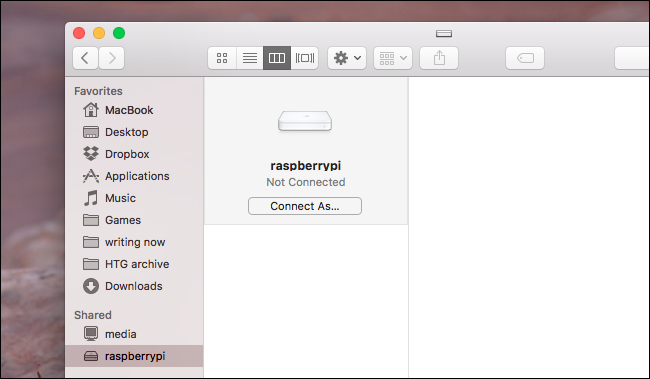 Favorites
MacBook
Desktop
Dropbox
Applications
Music
Games
writing now
HTG archive
Downloads
Shared
media
raspberrypi
raspberrypi
Not Connected
Connect As...